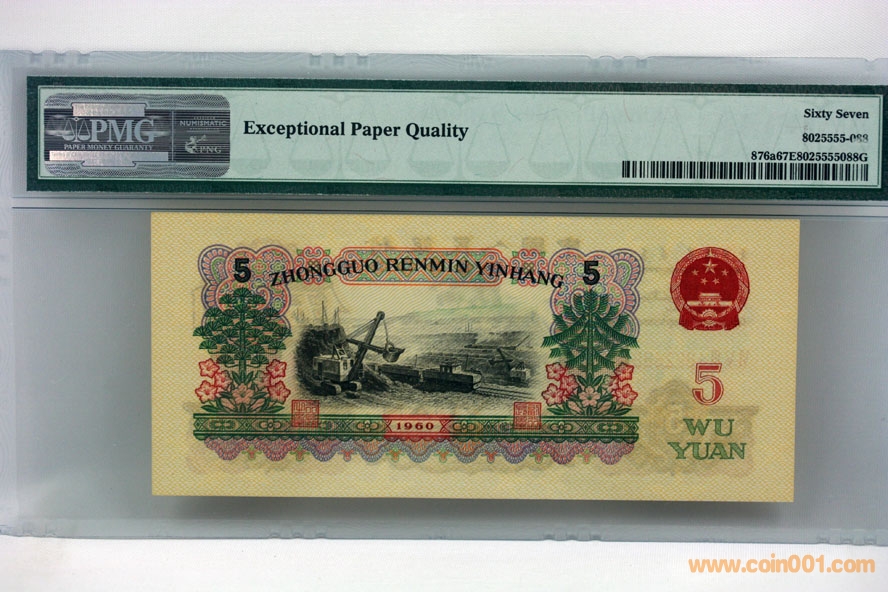 PMG
PAPER MONEY GUARANTY
NUMISMATIC
PNG
Exceptional Paper Quality
Sixty Seven
8025555-088
876a67E8025555088G
5
ZHONGGUO RENMIN YINHANG
5
1960
5
WU
YUAN
www.coin001.com